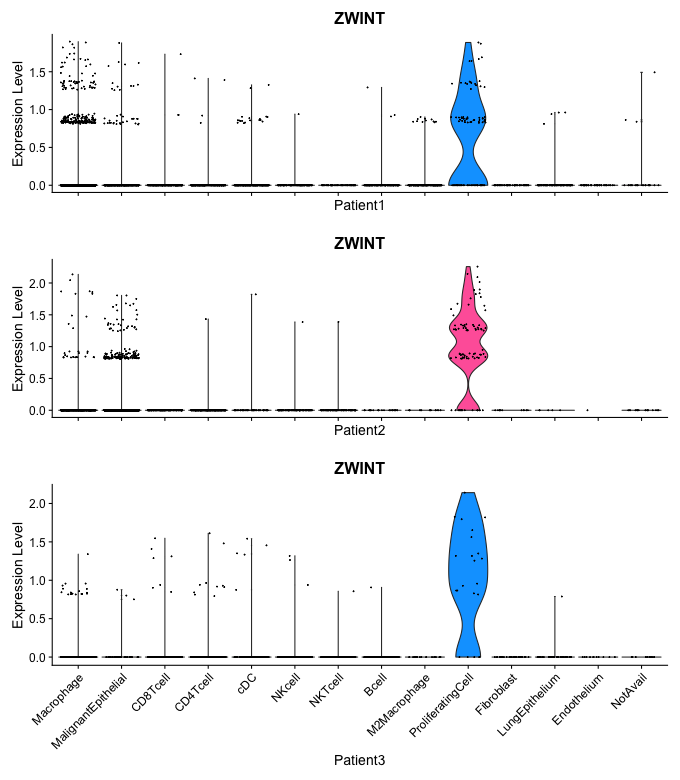 ZWINT
Expression Level
1.5
1.0
0.5
0.0
Patient1
ZWINT
Expression Level
2.0
1.5
1.0
0.5
0.0
Patient2
ZWINT
Expression Level
2.0
1.5
1.0
0.5
0.0
Macrophage
MalignantEpithelial
CD8Tcell
CD4Tcell
cDC
NKcell
NKTcell
Bcell
M2Macrophage
ProliferatingCell
Fibroblast
LungEpithelium
Endothelium
NotAvail
Patient3